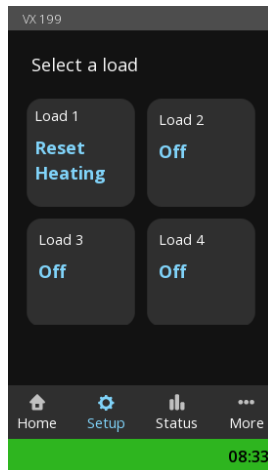 VX 199
Select a load
Load 1
Reset
Heating
Load 2
Off
Load 3
Off
Load 4
Off
Home Setup Status More
08:33